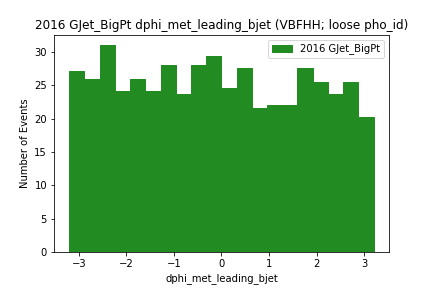 2016 GJet_BigPt dphi_met_leading_bjet (VBFHH; loose pho_id)
2016 GJet_BigPt
Number of Events
30
25
20
15
10
5
0
−3 −2 −1 0 1 2 3
dphi_met_leading_bjet